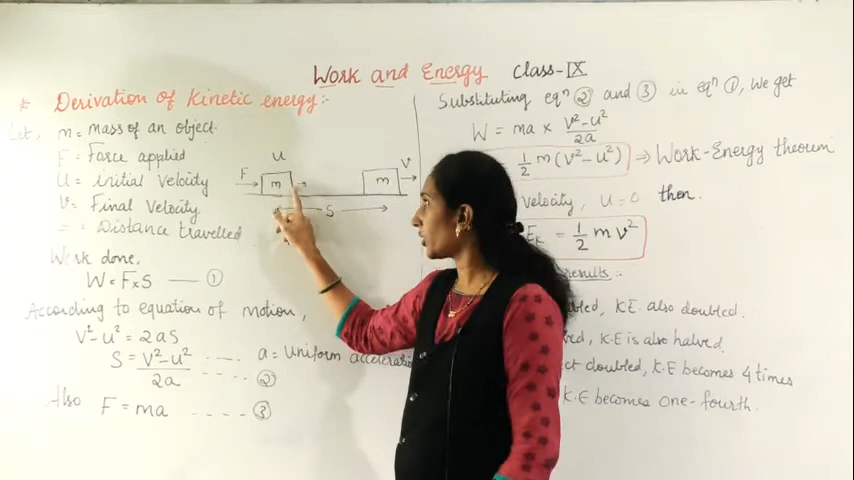 Work and Energy Class-IX
* Derivation of Kinetic energy:-
Let, m = mass of an object.
F = Force applied
U = initial velocity
V = Final velocity
= Distance travelled
Work done,
W = F x S —— ①
According to equation of motion,
V² - u² = 2as
S = V² - u² / 2a ---- ②
a = Uniform acceleration
Also F = ma ---- ③
U
F m m V
S
Substituting eqⁿ ② and ③ in eqⁿ ①, we get
W = ma x V² - u² / 2a
½ m (V² - u²) ⇒ Work-Energy theorem
velocity, U = 0 then.
Eₖ = ½ m V²
results :-
bled, K.E. also doubled.
ved, K.E is also halved.
ct doubled, K.E becomes 4 times
K.E becomes One-fourth.